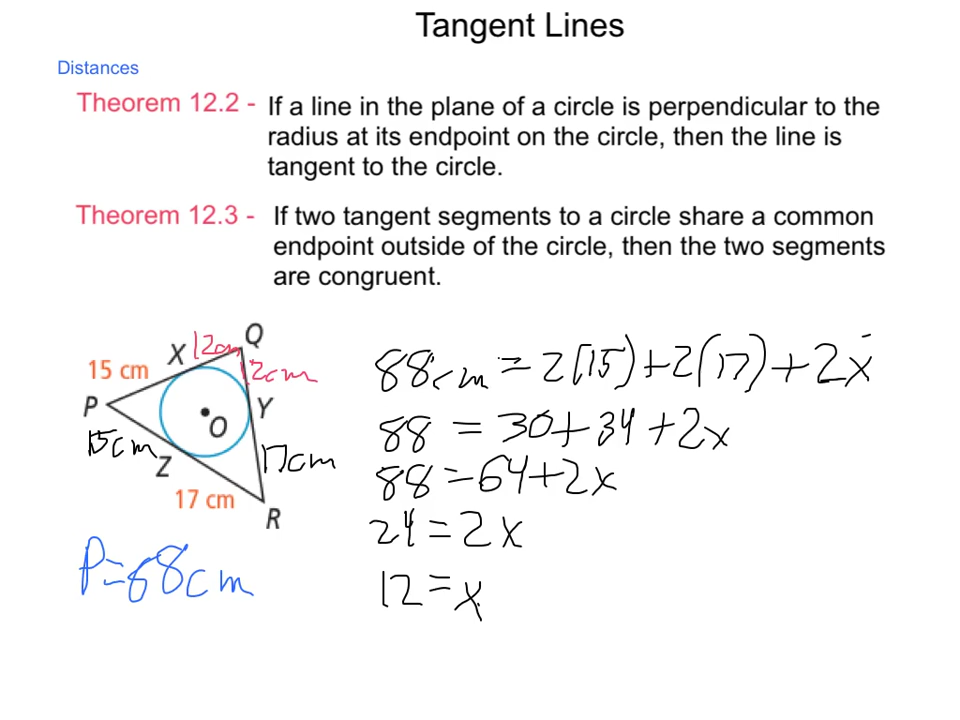 Tangent Lines
Distances
Theorem 12.2 - If a line in the plane of a circle is perpendicular to the
radius at its endpoint on the circle, then the line is
tangent to the circle.
Theorem 12.3 - If two tangent segments to a circle share a common
endpoint outside of the circle, then the two segments
are congruent.
Q
X 12cm
15 cm
12cm
P
Y
O
15cm
Z
17cm
17 cm
R
P=88cm
88cm = 2(15)+2(17)+2x
88 = 30+34+2x
88=64+2x
24=2x
12=x